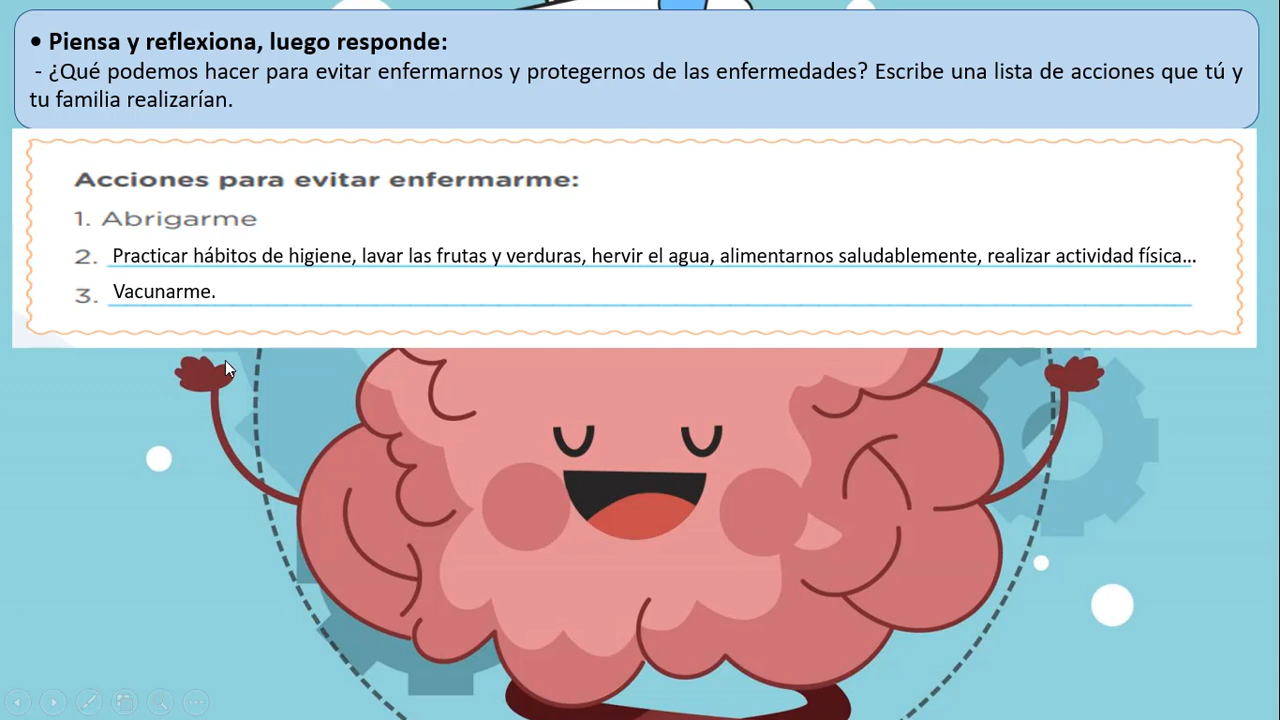 • Piensa y reflexiona, luego responde:
- ¿Qué podemos hacer para evitar enfermarnos y protegernos de las enfermedades? Escribe una lista de acciones que tú y
tu familia realizarían.
Acciones para evitar enfermarme:
1. Abrigarme
2. Practicar hábitos de higiene, lavar las frutas y verduras, hervir el agua, alimentarnos saludablemente, realizar actividad física...
3. Vacunarme.